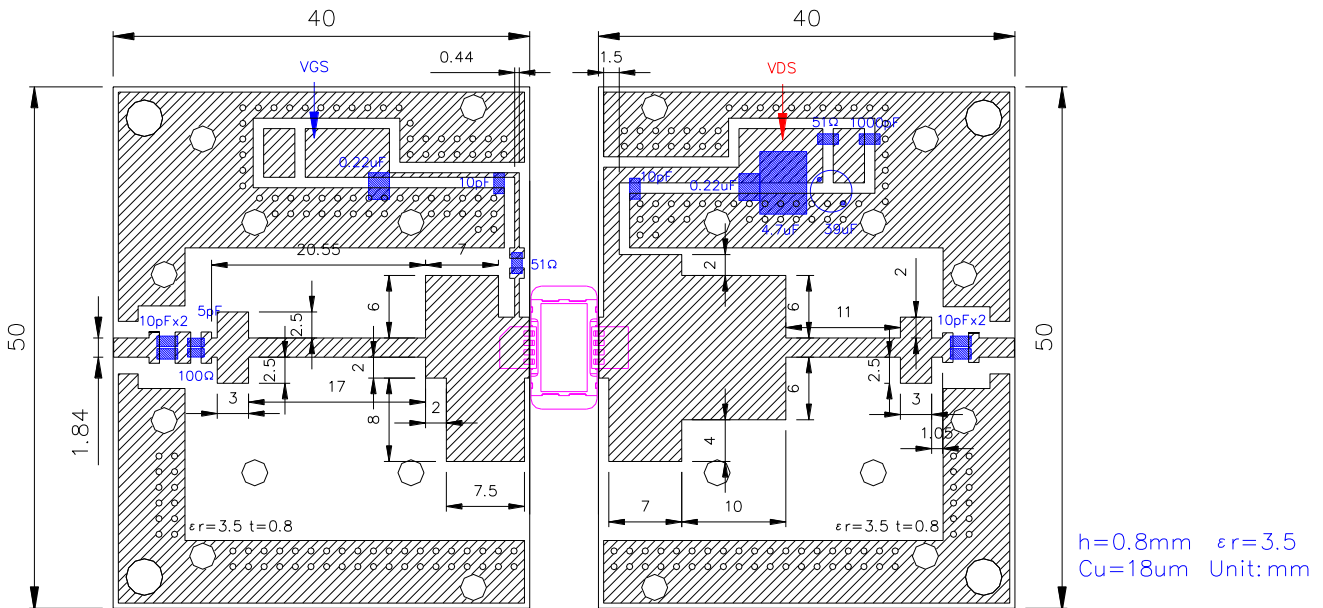 40
40
0.44
1.5
VGS
VDS
51Ω
1000pF
0.22uF
10pF
10pF
0.22uF
4.7uF
39uF
20.55
7
51Ω
2
2
6
6
11
50
50
10pFx2
5pF
2.5
10pFx2
100Ω
2.5
2
2.5
1.84
3
17
2
8
6
3
1.05
4
7.5
7
10
εr=3.5 t=0.8
εr=3.5 t=0.8
h=0.8mm εr=3.5
Cu=18um Unit:mm